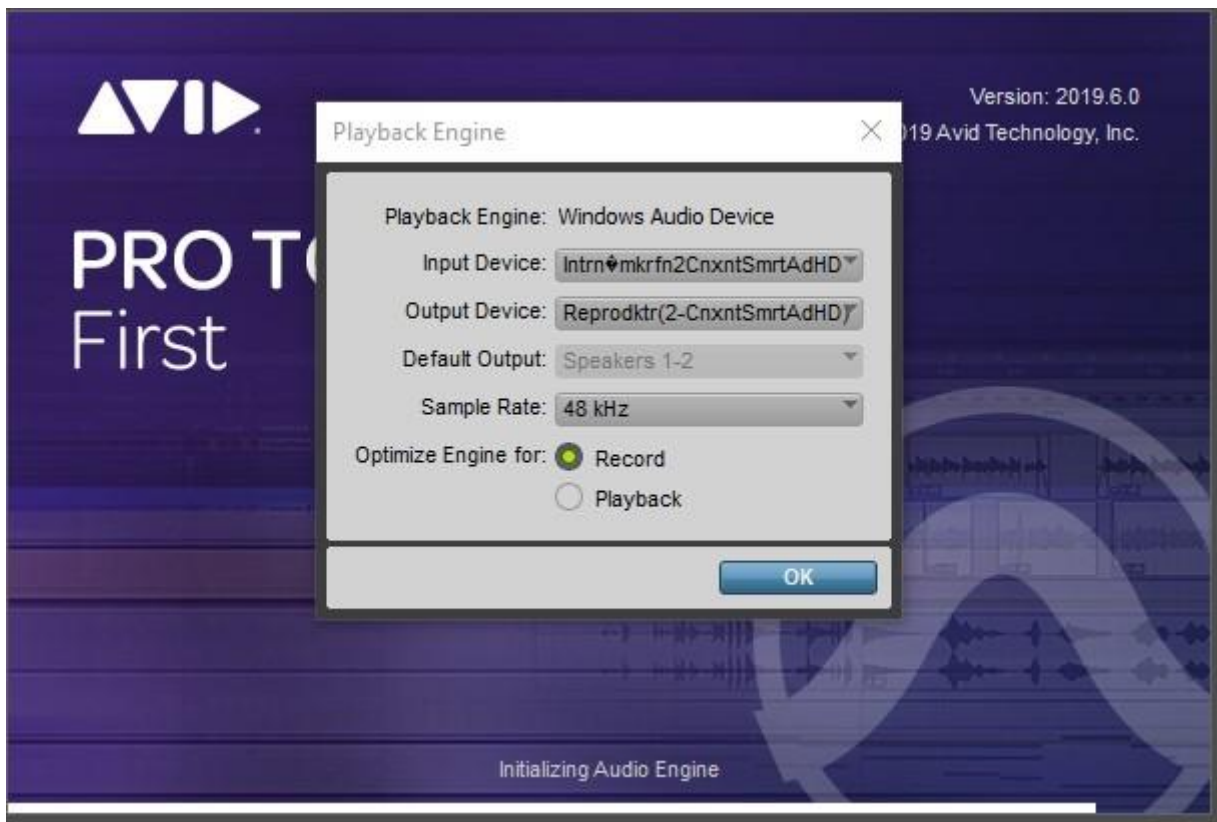 AVID
Version: 2019.6.0
19 Avid Technology, Inc.
PRO T
First
Playback Engine
Playback Engine: Windows Audio Device
Input Device: Intrn�mkrfn2CnxntSmrtAdHD
Output Device: Reprodktr(2-CnxntSmrtAdHD)
Default Output: Speakers 1-2
Sample Rate: 48 kHz
Optimize Engine for: Record
Playback
OK
Initializing Audio Engine